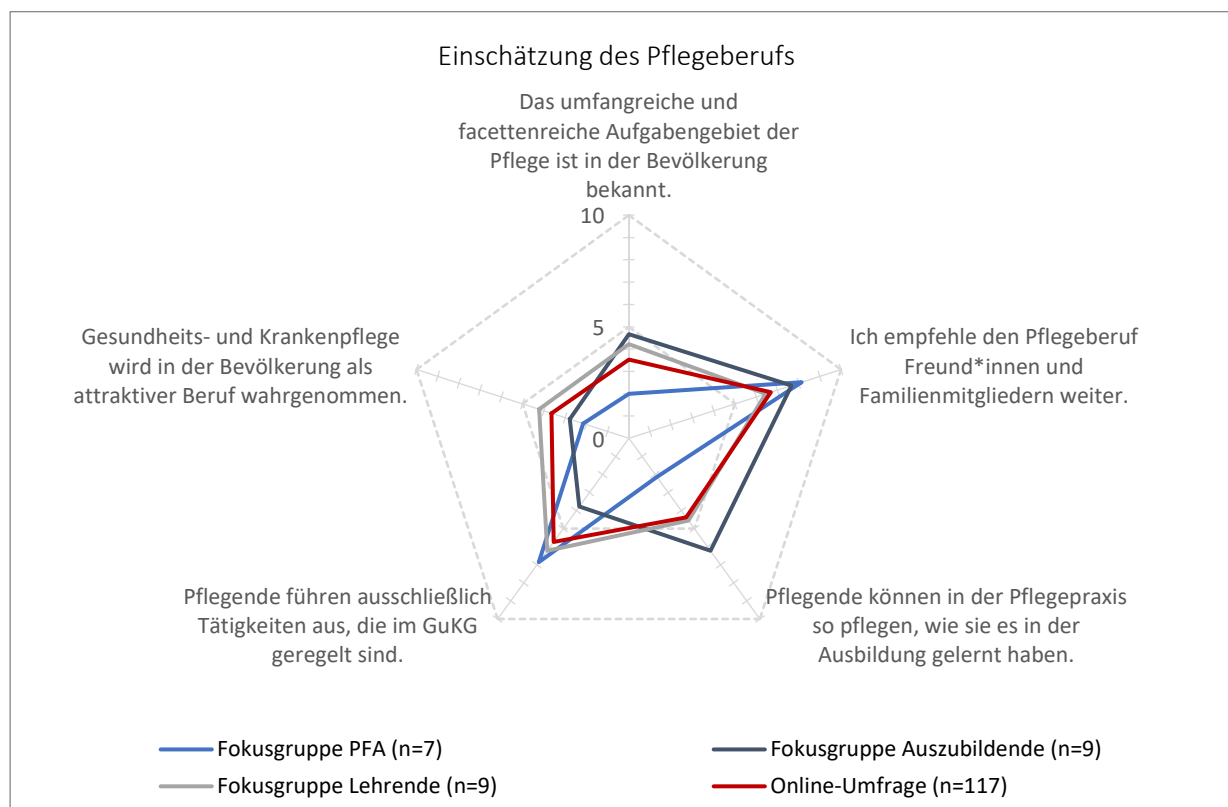 Einschätzung des Pflegeberufs
Das umfangreiche und
facettenreiche Aufgabengebiet der
Pflege ist in der Bevölkerung
bekannt.
10
5
0
Ich empfehle den Pflegeberuf
Freund*innen und
Familienmitgliedern weiter.
Pflegende können in der Pflegepraxis
so pflegen, wie sie es in der
Ausbildung gelernt haben.
Pflegende führen ausschließlich
Tätigkeiten aus, die im GuKG
geregelt sind.
Gesundheits- und Krankenpflege
wird in der Bevölkerung als
attraktiver Beruf wahrgenommen.
Fokusgruppe PFA (n=7)
Fokusgruppe Auszubildende (n=9)
Fokusgruppe Lehrende (n=9)
Online-Umfrage (n=117)